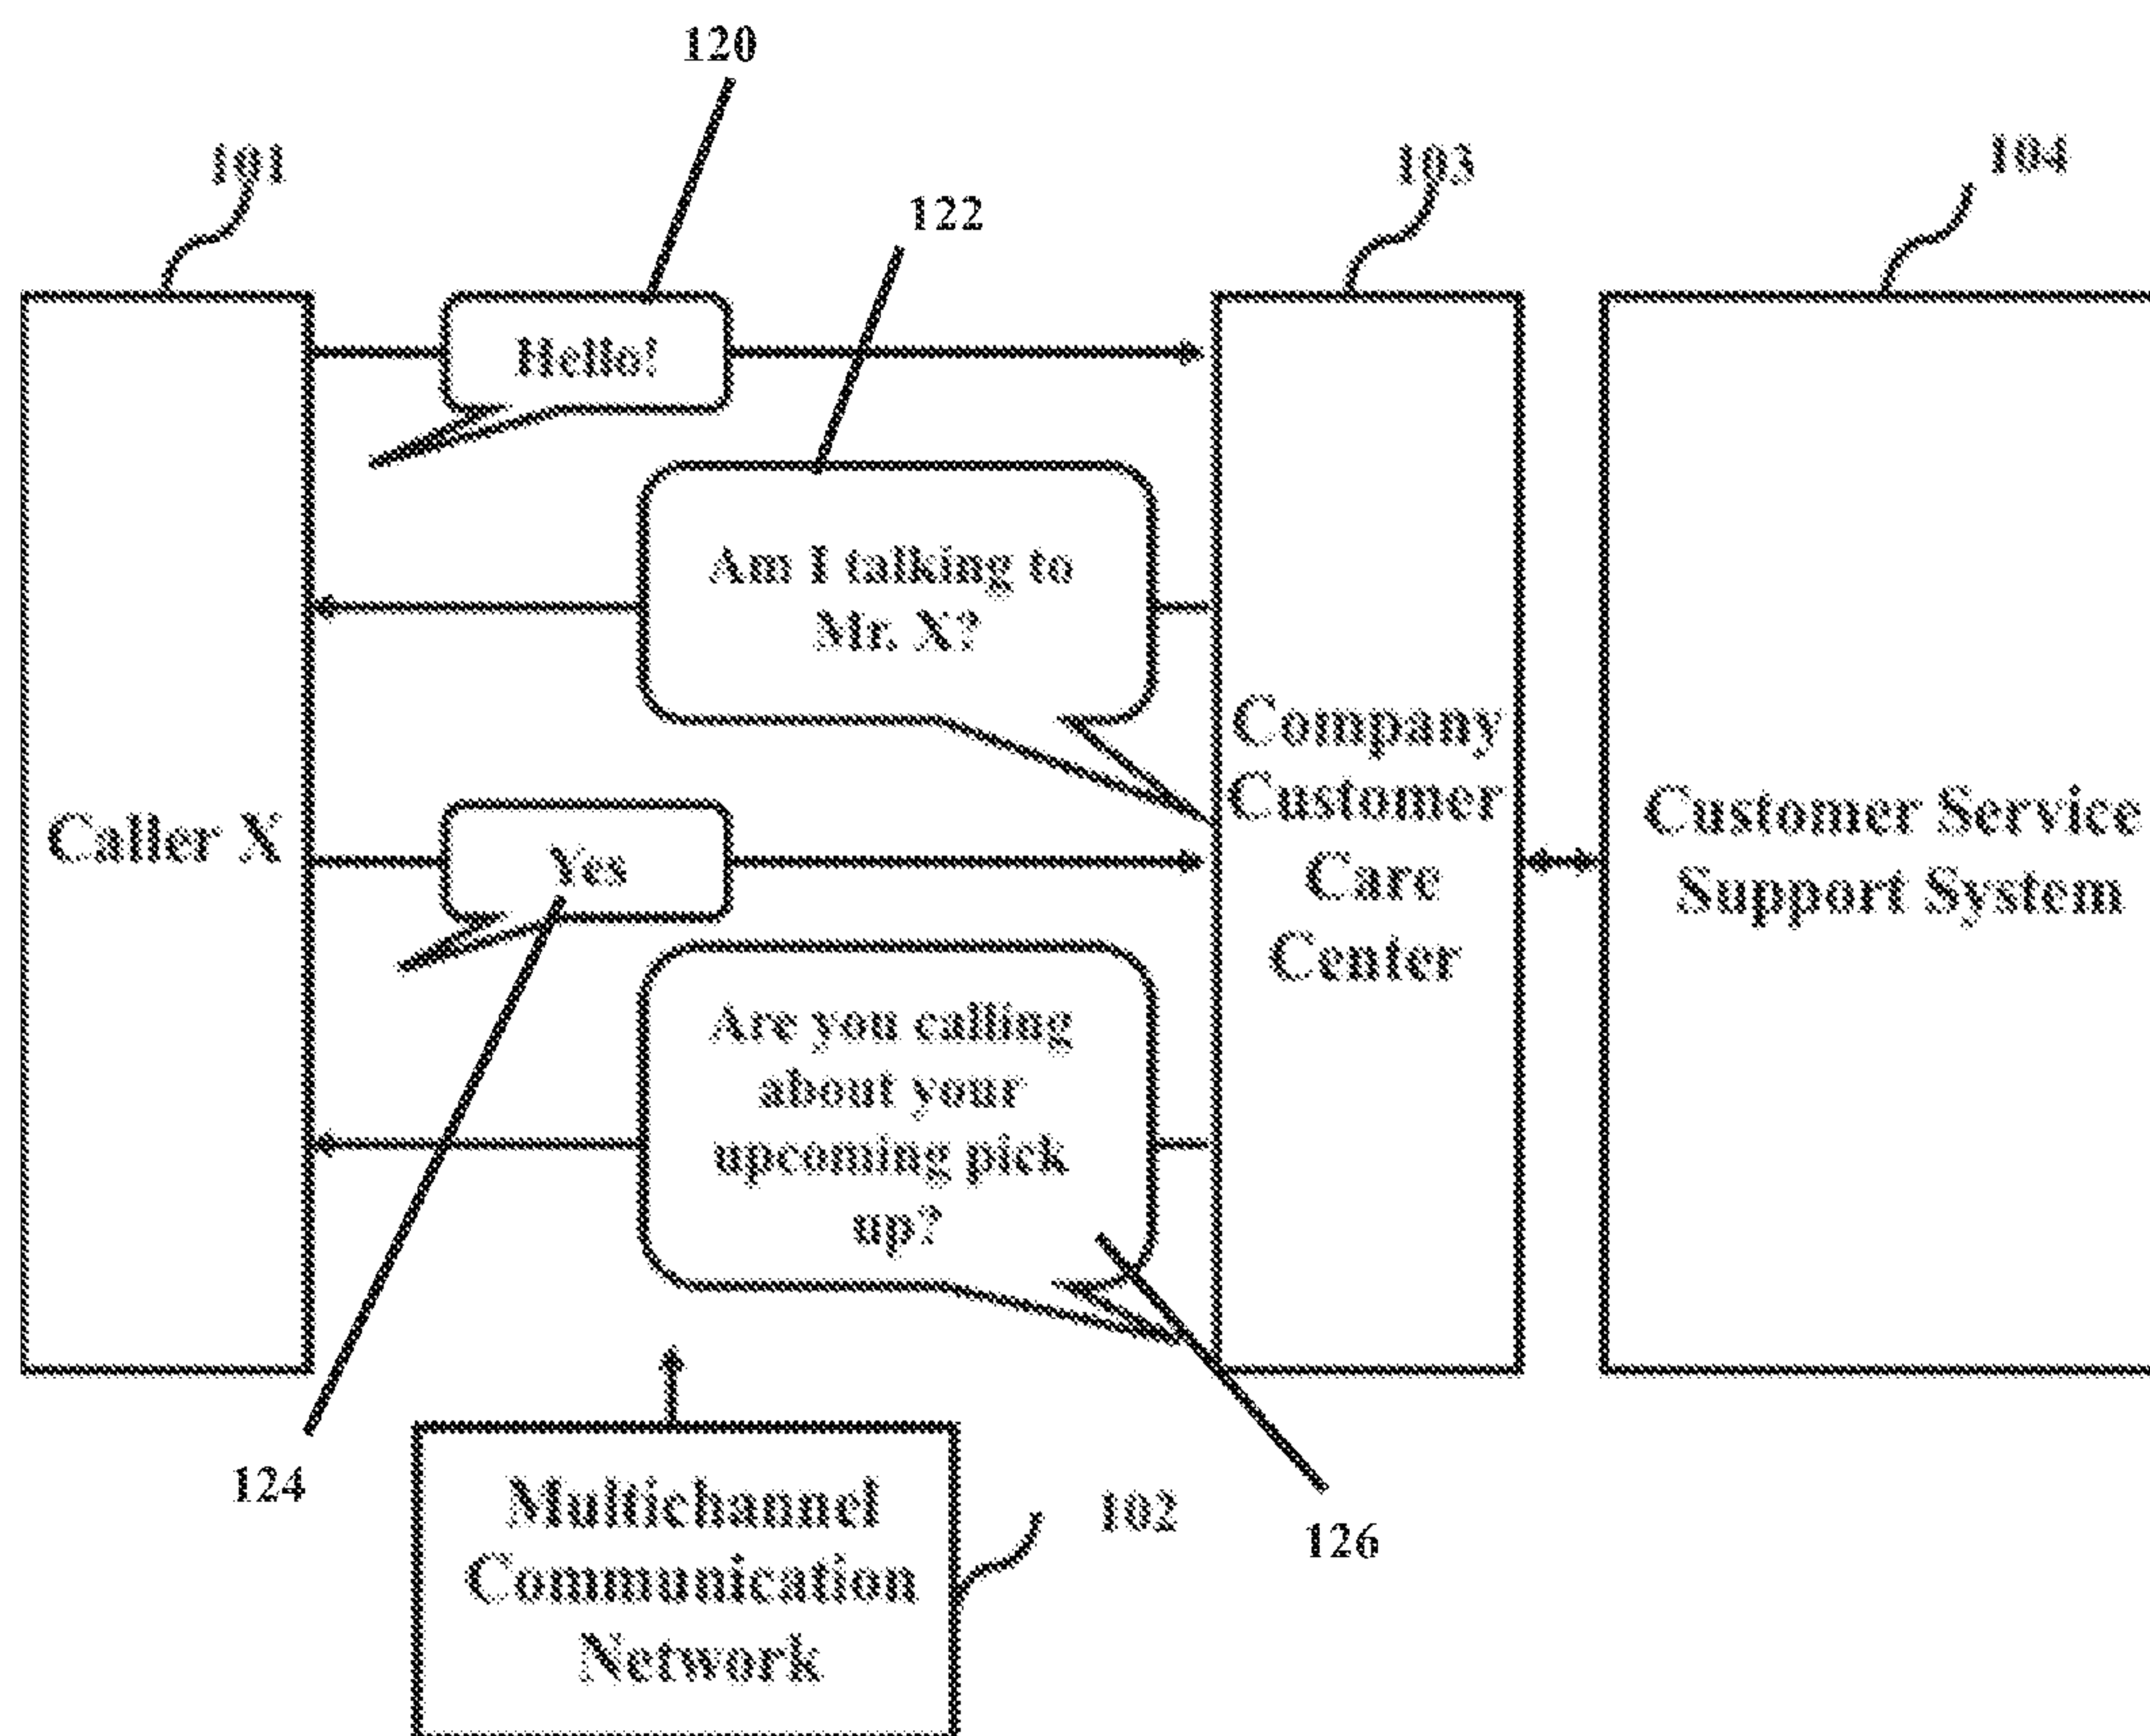 120
101
103
104
122
Hello!
Am I talking to
Mr. X?
Company
Customer
Care
Center
Caller X
Yes
Customer Service
Support System
Are you calling
about your
upcoming pick
up?
124
Multichannel
Communication
Network
102
126